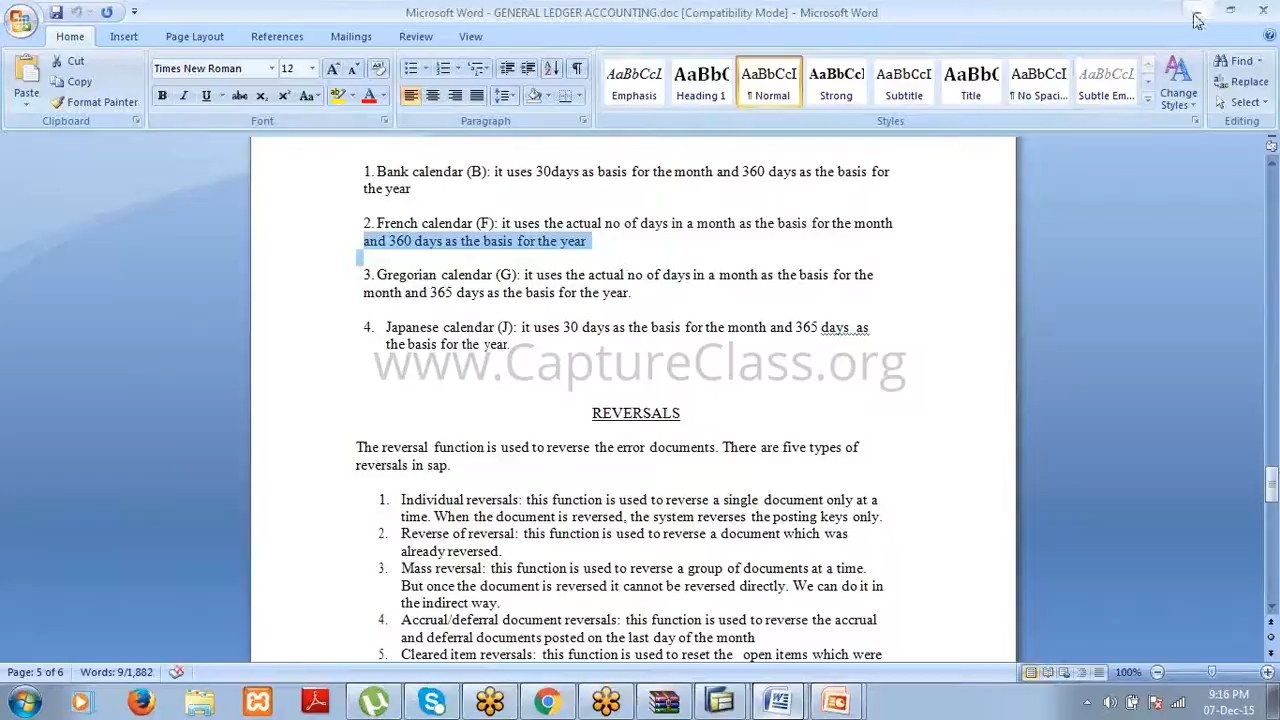 Microsoft Word - GENERAL LEDGER ACCOUNTING.doc [Compatibility Mode] - Microsoft Word
Home Insert Page Layout References Mailings Review View
Paste
Cut
Copy
Format Painter
Clipboard
Times New Roman 12
B I U abc x₂ x² Aa
Font
Paragraph
AaBbCcL AaBbC AaBbCcI AaBbCcI AaBbCcI AaBbC AaBbCcI AaBbCcI
Emphasis Heading 1 ¶ Normal Strong Subtitle Title ¶ No Spaci... Subtle Em...
Change Styles
Styles
Find
Replace
Select
Editing
1. Bank calendar (B): it uses 30days as basis for the month and 360 days as the basis for
the year
2. French calendar (F): it uses the actual no of days in a month as the basis for the month
and 360 days as the basis for the year
3. Gregorian calendar (G): it uses the actual no of days in a month as the basis for the
month and 365 days as the basis for the year.
4. Japanese calendar (J): it uses 30 days as the basis for the month and 365 days as
the basis for the year.
www.CaptureClass.org
REVERSALS
The reversal function is used to reverse the error documents. There are five types of
reversals in sap.
1. Individual reversals: this function is used to reverse a single document only at a
time. When the document is reversed, the system reverses the posting keys only.
2. Reverse of reversal: this function is used to reverse a document which was
already reversed.
3. Mass reversal: this function is used to reverse a group of documents at a time.
But once the document is reversed it cannot be reversed directly. We can do it in
the indirect way.
4. Accrual/deferral document reversals: this function is used to reverse the accrual
and deferral documents posted on the last day of the month
5. Cleared item reversals: this function is used to reset the open items which were
Page: 5 of 6 Words: 9/1,882 100%
9:16 PM
07-Dec-15